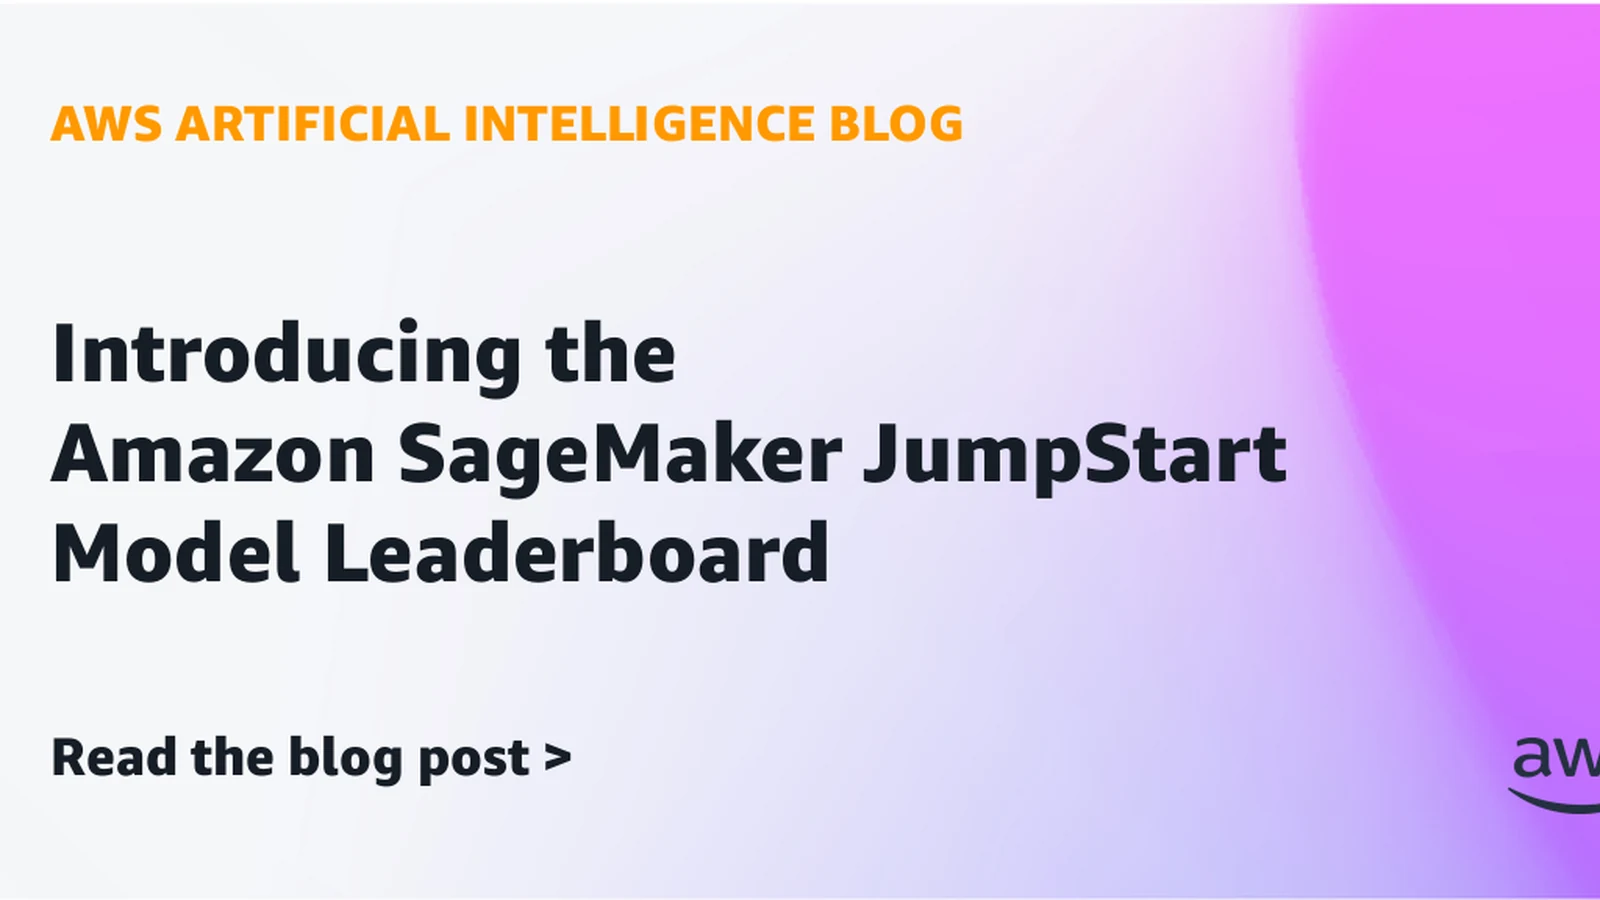 AWS ARTIFICIAL INTELLIGENCE BLOG
Introducing the
Amazon SageMaker JumpStart
Model Leaderboard
Read the blog post >